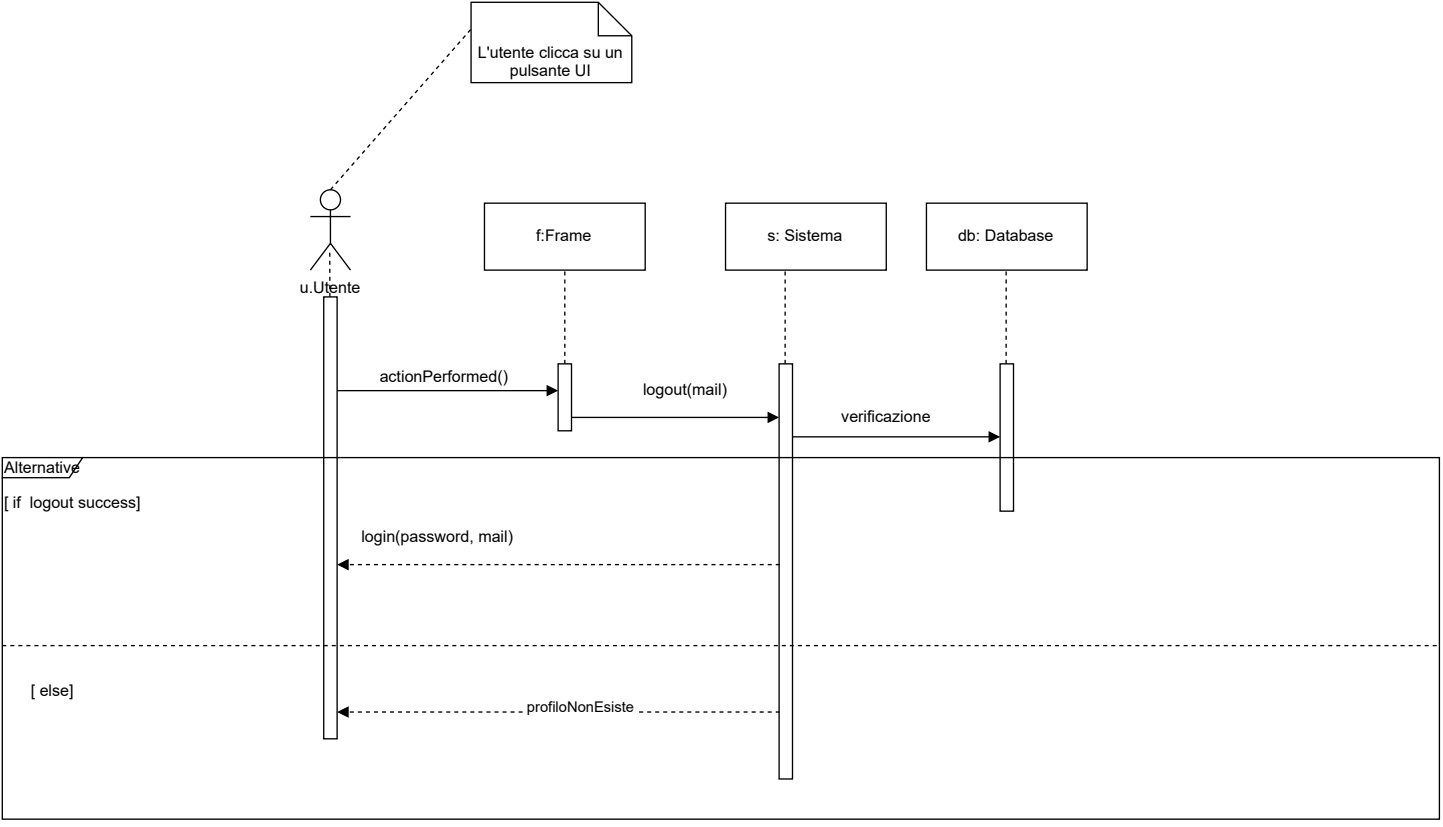 L'utente clicca su un
pulsante UI
f:Frame
s: Sistema
db: Database
u.Utente
actionPerformed()
logout(mail)
verificazione
Alternative
[ if  logout success]
login(password, mail)
[ else]
profiloNonEsiste